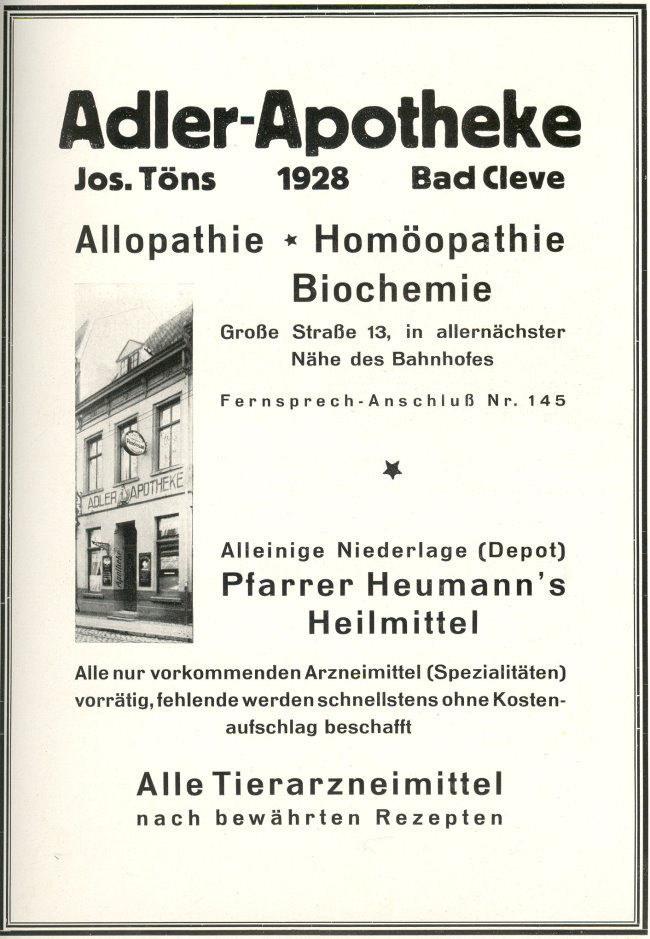 Adler-Apotheke
Jos. Töns 1928 Bad Cleve
Allopathie ★ Homöopathie
Biochemie
Große Straße 13, in allernächster
Nähe des Bahnhofes
Fernsprech-Anschluß Nr. 145
ADLER APOTHEKE
Apotheke
Alleinige Niederlage (Depot)
Pfarrer Heumann's
Heilmittel
Alle nur vorkommenden Arzneimittel (Spezialitäten)
vorrätig, fehlende werden schnellstens ohne Kosten-
aufschlag beschafft
Alle Tierarzneimittel
nach bewährten Rezepten